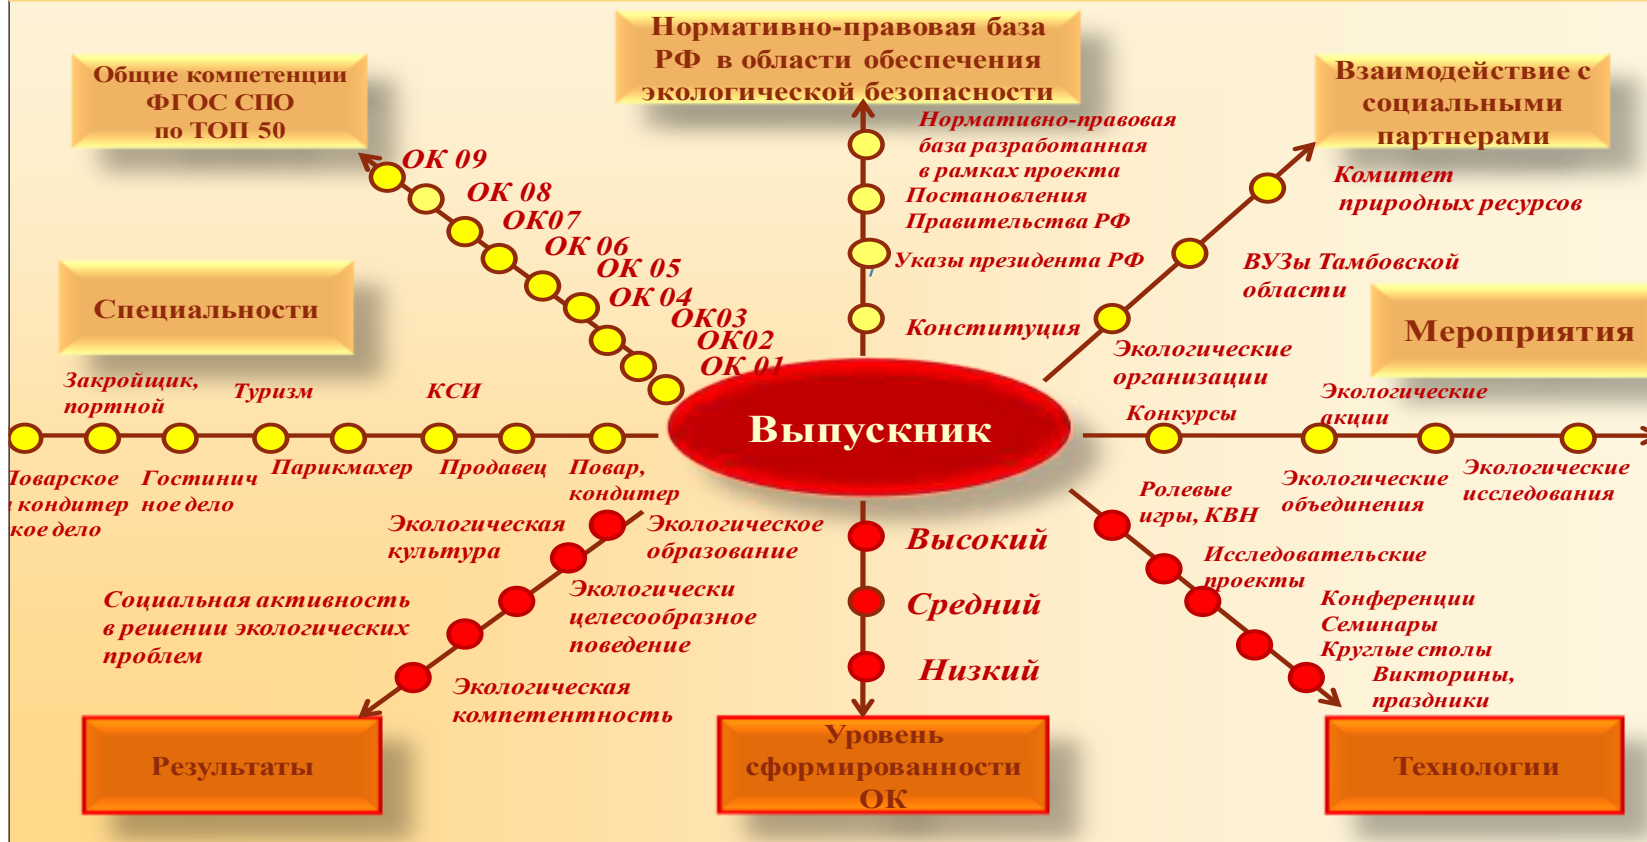 Нормативно-правовая база
РФ в области обеспечения
экологической безопасности
Общие компетенции
ФГОС СПО
по ТОП 50
Взаимодействие с
социальными
партнерами
Нормативно-правовая
база разработанная
в рамках проекта
Постановления
Правительства РФ
Указы президента РФ
Конституция
ОК 09
ОК 08
ОК07
ОК 06
ОК 05
ОК 04
ОК03
ОК02
ОК 01
Комитет
природных ресурсов
ВУЗы Тамбовской
области
Экологические
организации
Специальности
Мероприятия
Закройщик,
портной
Туризм
КСИ
Выпускник
Конкурсы
Экологические
акции
Поварское
и кондитер
ское дело
Гостинич
ное дело
Парикмахер
Продавец
Повар,
кондитер
Экологические
объединения
Экологические
исследования
Экологическая
культура
Экологическое
образование
Социальная активность
в решении экологических
проблем
Экологически
целесообразное
поведение
Экологическая
компетентность
Высокий
Средний
Низкий
Ролевые
игры, КВН
Исследовательские
проекты
Конференции
Семинары
Круглые столы
Викторины,
праздники
Результаты
Уровень
сформированности
ОК
Технологии